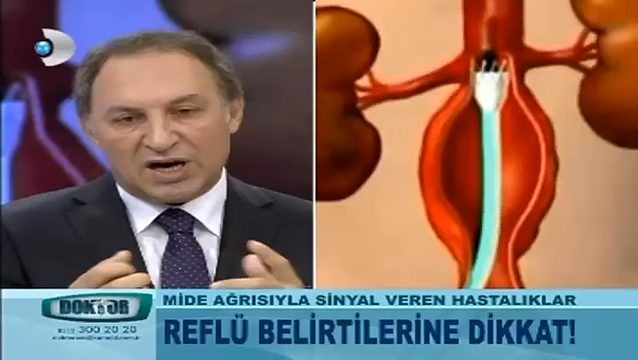 DOKTOR
MİDE AĞRISIYLA SİNYAL VEREN HASTALIKLAR
300 20 20
REFLÜ BELİRTİLERİNE DİKKAT!